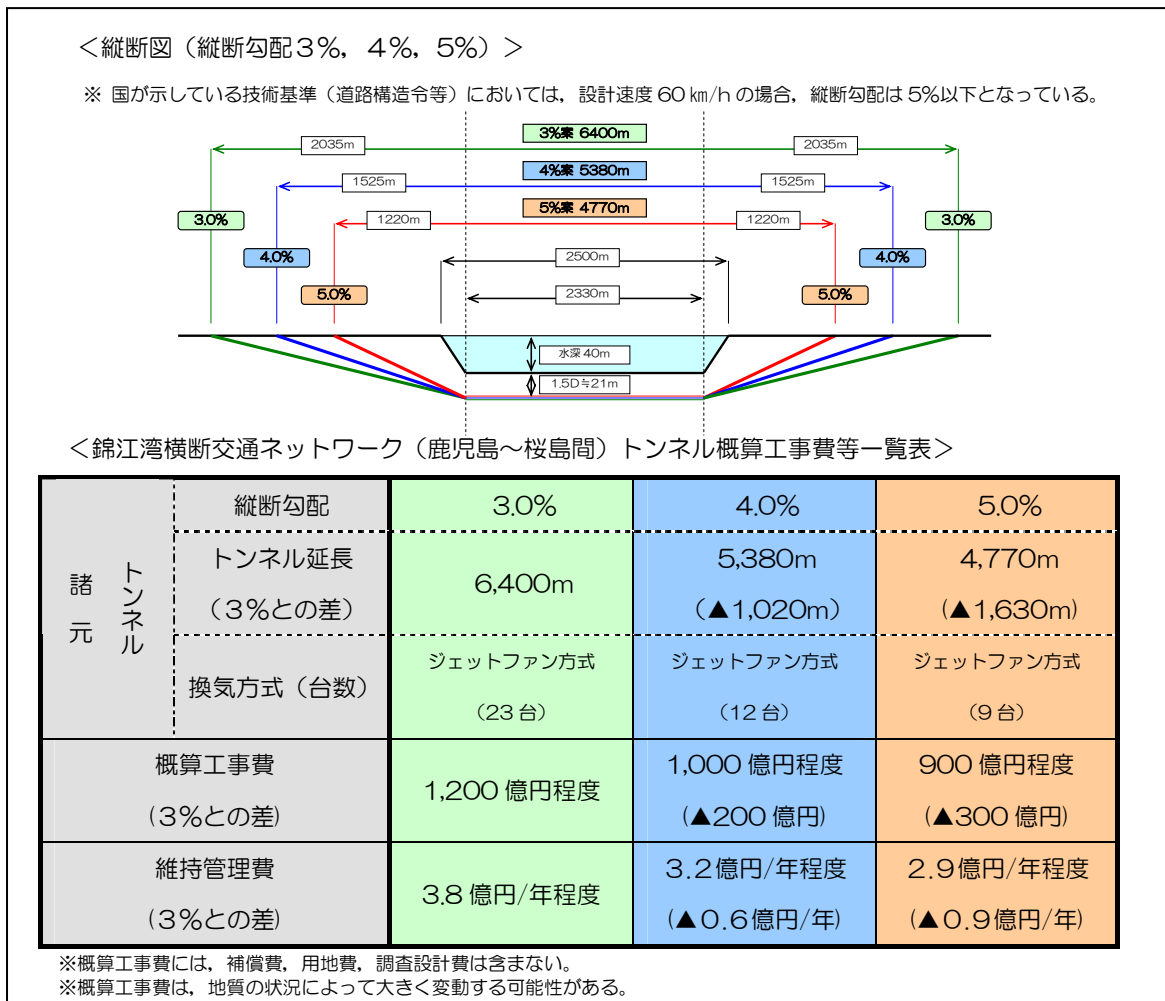 ＜縦断図（縦断勾配３％，４％，５％）＞
※ 国が示している技術基準（道路構造令等）においては，設計速度 60 ㎞/h の場合，縦断勾配は 5%以下となっている。
3%案 6400m
2035m
2035m
4%案 5380m
1525m
1525m
5%案 4770m
3.0%
1220m
1220m
3.0%
4.0%
2500m
4.0%
5.0%
2330m
5.0%
水深 40m
1.5D≒21m
＜錦江湾横断交通ネットワーク（鹿児島～桜島間）トンネル概算工事費等一覧表＞
トンネル
諸元
縦断勾配
3.0%
4.0%
5.0%
トンネル延長
（３％との差）
6,400m
5,380m
（▲1,020m）
4,770m
(▲1,630m)
換気方式（台数）
ジェットファン方式
（23 台）
ジェットファン方式
（12 台）
ジェットファン方式
（9 台）
概算工事費
(３％との差)
1,200 億円程度
1,000 億円程度
(▲200 億円)
900 億円程度
(▲300 億円)
維持管理費
(３％との差)
3.8 億円/年程度
3.2億円/年程度
(▲0.6億円/年)
2.9億円/年程度
(▲0.9億円/年)
※概算工事費には，補償費，用地費，調査設計費は含まない。
※概算工事費は，地質の状況によって大きく変動する可能性がある。